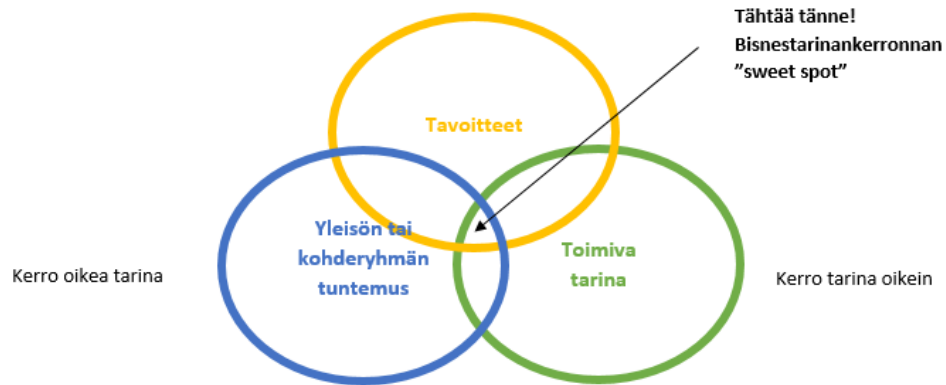 Tähtää tänne!
Bisnestarinankerronnan
”sweet spot”
Tavoitteet
Yleisön tai
kohderyhmän
tuntemus
Toimiva
tarina
Kerro oikea tarina
Kerro tarina oikein